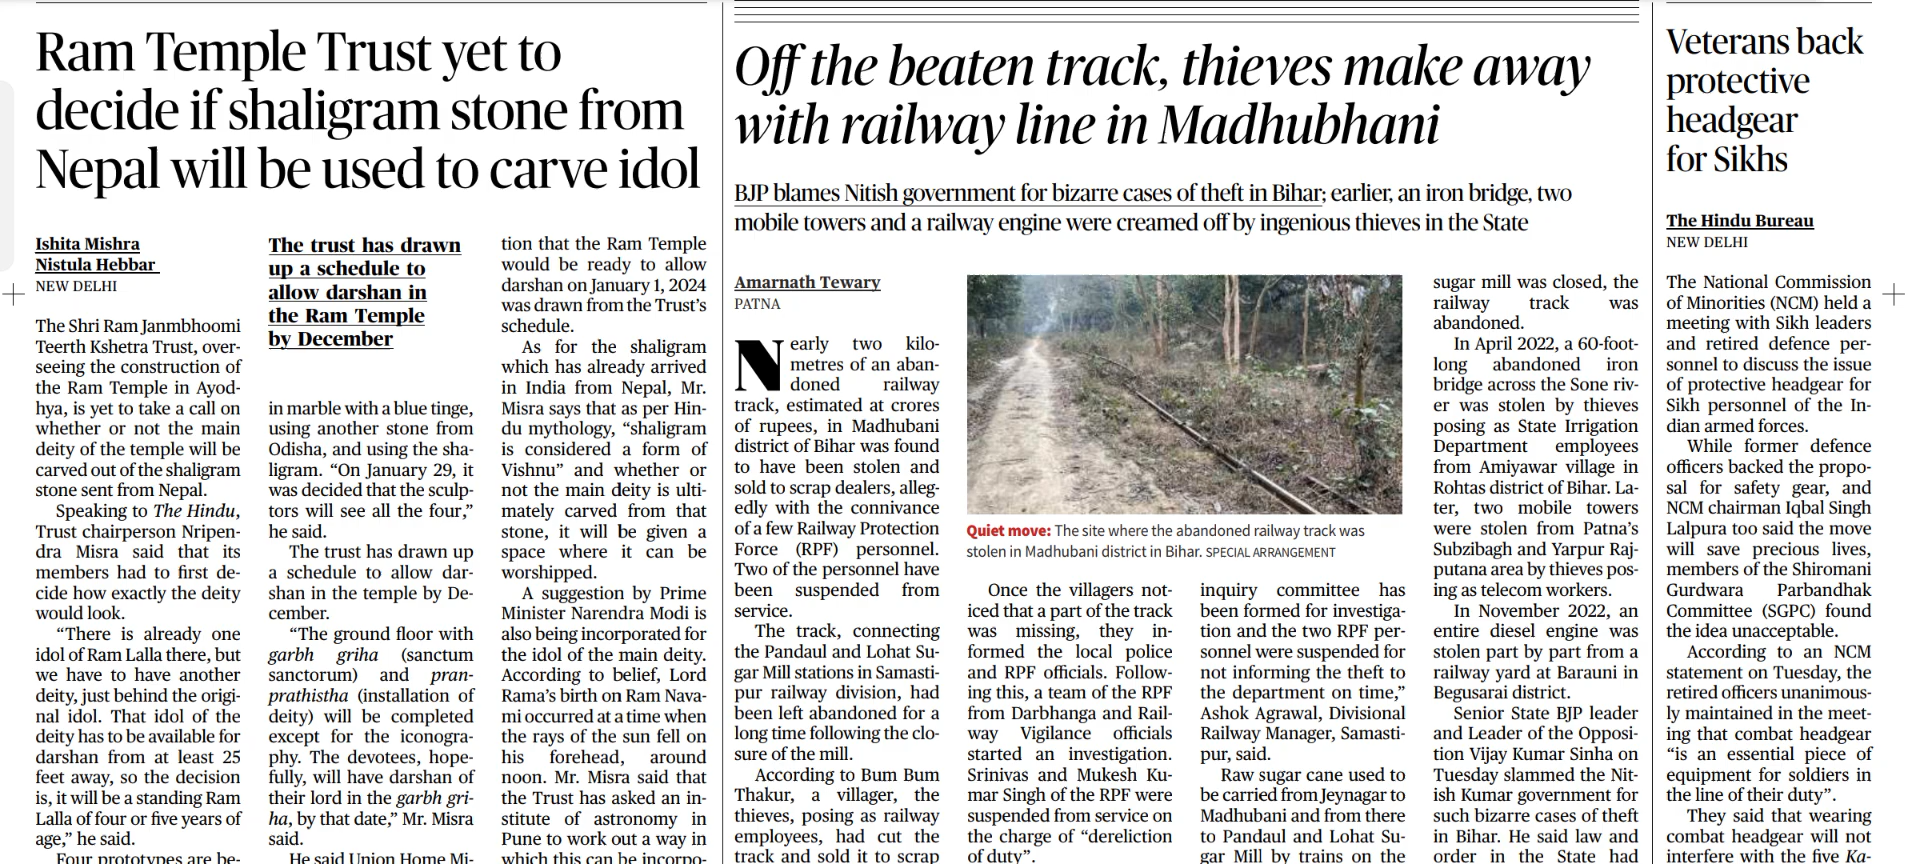 Ram Temple Trust yet to
decide if shaligram stone from
Nepal will be used to carve idol
Ishita Mishra
Nistula Hebbar
NEW DELHI
The Shri Ram Janmbhoomi
Teerth Kshetra Trust, over-
seeing the construction of
the Ram Temple in Ayod-
hya, is yet to take a call on
whether or not the main
deity of the temple will be
carved out of the shaligram
stone sent from Nepal.
Speaking to The Hindu,
Trust chairperson Nripen-
dra Misra said that its
members had to first de-
cide how exactly the deity
would look.
“There is already one
idol of Ram Lalla there, but
we have to have another
deity, just behind the origi-
nal idol. That idol of the
deity has to be available for
darshan from at least 25
feet away, so the decision
is, it will be a standing Ram
Lalla of four or five years of
age,” he said.
Four prototypes are be-
The trust has drawn
up a schedule to
allow darshan in
the Ram Temple
by December
in marble with a blue tinge,
using another stone from
Odisha, and using the sha-
ligram. “On January 29, it
was decided that the sculp-
tors will see all the four,”
he said.
The trust has drawn up
a schedule to allow dar-
shan in the temple by De-
cember.
“The ground floor with
garbh griha (sanctum
sanctorum) and pran-
prathistha (installation of
deity) will be completed
except for the iconogra-
phy. The devotees, hope-
fully, will have darshan of
their lord in the garbh gri-
ha, by that date,” Mr. Misra
said.
He said Union Home Mi-
tion that the Ram Temple
would be ready to allow
darshan on January 1, 2024
was drawn from the Trust’s
schedule.
As for the shaligram
which has already arrived
in India from Nepal, Mr.
Misra says that as per Hin-
du mythology, “shaligram
is considered a form of
Vishnu” and whether or
not the main deity is ulti-
mately carved from that
stone, it will be given a
space where it can be
worshipped.
A suggestion by Prime
Minister Narendra Modi is
also being incorporated for
the idol of the main deity.
According to belief, Lord
Rama’s birth on Ram Nava-
mi occurred at a time when
the rays of the sun fell on
his forehead, around
noon. Mr. Misra said that
the Trust has asked an in-
stitute of astronomy in
Pune to work out a way in
which this can be incorpo-
Off the beaten track, thieves make away
with railway line in Madhubhani
BJP blames Nitish government for bizarre cases of theft in Bihar; earlier, an iron bridge, two
mobile towers and a railway engine were creamed off by ingenious thieves in the State
Amarnath Tewary
PATNA
Nearly two kilo-
metres of an aban-
doned railway
track, estimated at crores
of rupees, in Madhubani
district of Bihar was found
to have been stolen and
sold to scrap dealers, alleg-
edly with the connivance
of a few Railway Protection
Force (RPF) personnel.
Two of the personnel have
been suspended from
service.
The track, connecting
the Pandaul and Lohat Su-
gar Mill stations in Samasti-
pur railway division, had
been left abandoned for a
long time following the clo-
sure of the mill.
According to Bum Bum
Thakur, a villager, the
thieves, posing as railway
employees, had cut the
track and sold it to scrap
Quiet move: The site where the abandoned railway track was
stolen in Madhubani district in Bihar. SPECIAL ARRANGEMENT
Once the villagers not-
iced that a part of the track
was missing, they in-
formed the local police
and RPF officials. Follow-
ing this, a team of the RPF
from Darbhanga and Rail-
way Vigilance officials
started an investigation.
Srinivas and Mukesh Ku-
mar Singh of the RPF were
suspended from service on
the charge of “dereliction
of duty”.
inquiry committee has
been formed for investiga-
tion and the two RPF per-
sonnel were suspended for
not informing the theft to
the department on time,”
Ashok Agrawal, Divisional
Railway Manager, Samasti-
pur, said.
Raw sugar cane used to
be carried from Jeynagar to
Madhubani and from there
to Pandaul and Lohat Su-
gar Mill by trains on the
sugar mill was closed, the
railway track was
abandoned.
In April 2022, a 60-foot-
long abandoned iron
bridge across the Sone riv-
er was stolen by thieves
posing as State Irrigation
Department employees
from Amiyawar village in
Rohtas district of Bihar. La-
ter, two mobile towers
were stolen from Patna’s
Subzibagh and Yarpur Raj-
putana area by thieves pos-
ing as telecom workers.
In November 2022, an
entire diesel engine was
stolen part by part from a
railway yard at Barauni in
Begusarai district.
Senior State BJP leader
and Leader of the Opposi-
tion Vijay Kumar Sinha on
Tuesday slammed the Nit-
ish Kumar government for
such bizarre cases of theft
in Bihar. He said law and
order in the State had
Veterans back
protective
headgear
for Sikhs
The Hindu Bureau
NEW DELHI
The National Commission
of Minorities (NCM) held a
meeting with Sikh leaders
and retired defence per-
sonnel to discuss the issue
of protective headgear for
Sikh personnel of the In-
dian armed forces.
While former defence
officers backed the propo-
sal for safety gear, and
NCM chairman Iqbal Singh
Lalpura too said the move
will save precious lives,
members of the Shiromani
Gurdwara Parbandhak
Committee (SGPC) found
the idea unacceptable.
According to an NCM
statement on Tuesday, the
retired officers unanimous-
ly maintained in the meet-
ing that combat headgear
“is an essential piece of
equipment for soldiers in
the line of their duty”.
They said that wearing
combat headgear will not
interfere with the five Ka-